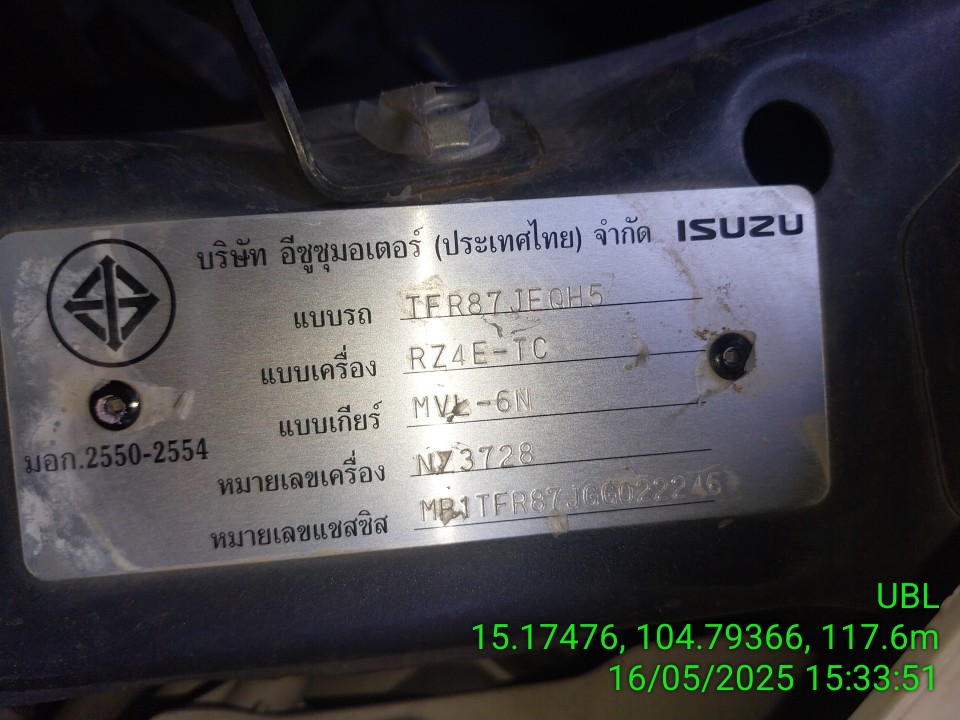 บริษัท อีซูซุมอเตอร์ (ประเทศไทย) จำกัด ISUZU
แบบรถ TFR87JEQH5
แบบเครื่อง RZ4E-TC
แบบเกียร์ MVL-6N
มอก.2550-2554
หมายเลขเครื่อง NZ3728
หมายเลขแชสซิส
UBL
15.17476, 104.79366, 117.6m
16/05/2025 15:33:51